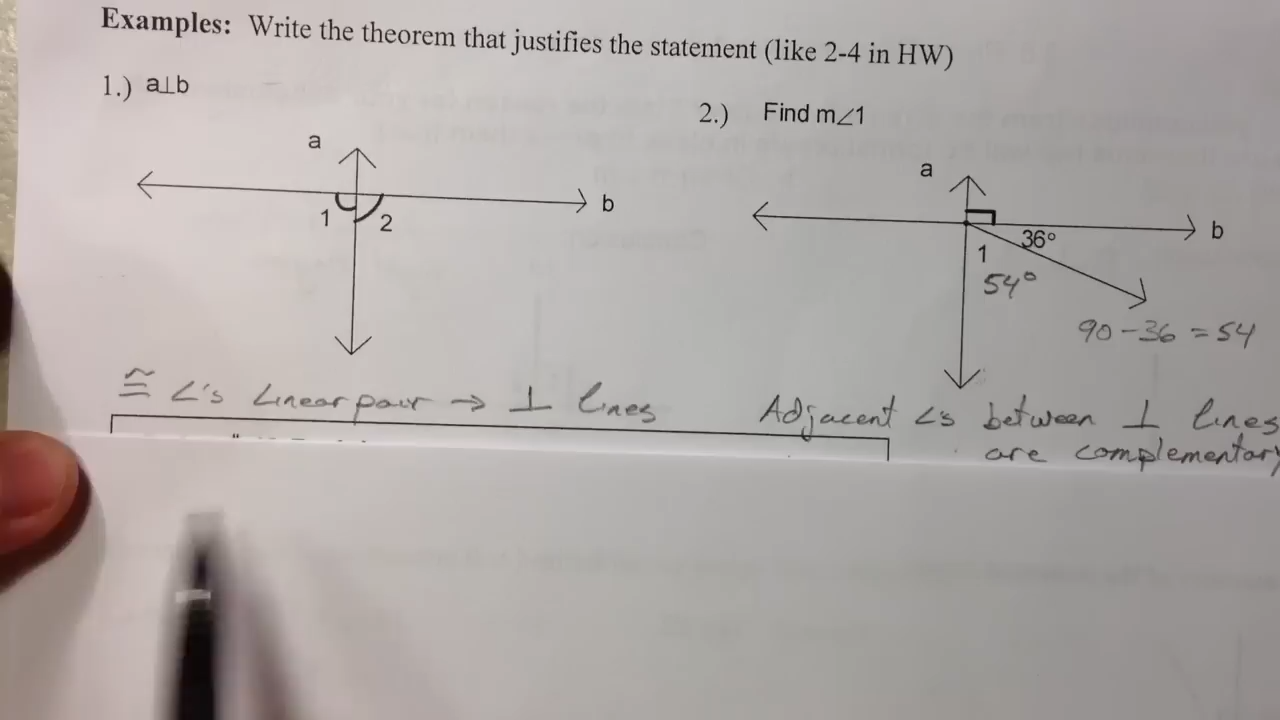 Examples: Write the theorem that justifies the statement (like 2-4 in HW)
1.) a⊥b
2.) Find m∠1
a
b
1
2
a
b
36°
1
54°
90 - 36 = 54
≅ ∠'s Linear pair → ⊥ lines
Adjacent ∠'s between ⊥ lines
are complementary